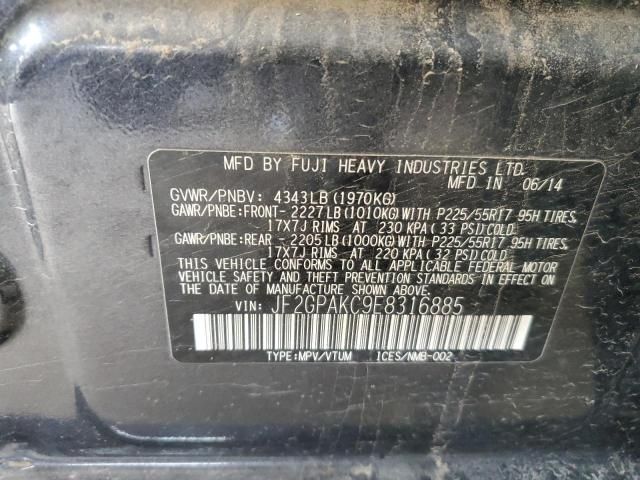 MFD BY FUJI HEAVY INDUSTRIES LTD.
MFD IN 06/14
GVWR/PNBV: 4343LB(1970KG)
GAWR/PNBE:FRONT- 2227LB(1010KG)WITH P225/55R17 95H TIRES,
17X7J RIMS AT 230 KPA(33 PSI)COLD
GAWR/PNBE:REAR - 2205LB(1000KG)WITH P225/55R17 95H TIRES,
17X7J RIMS AT 220 KPA(32 PSI)COLD
THIS VEHICLE CONFORMS TO ALL APPLICABLE FEDERAL MOTOR
VEHICLE SAFETY AND THEFT PREVENTION STANDARDS IN EFFECT ON
THE DATE OF MANUFACTURE SHOWN ABOVE.
VIN: JF2GPAKC9E8316885
TYPE:MPV/VTUM ICES/NMB-002